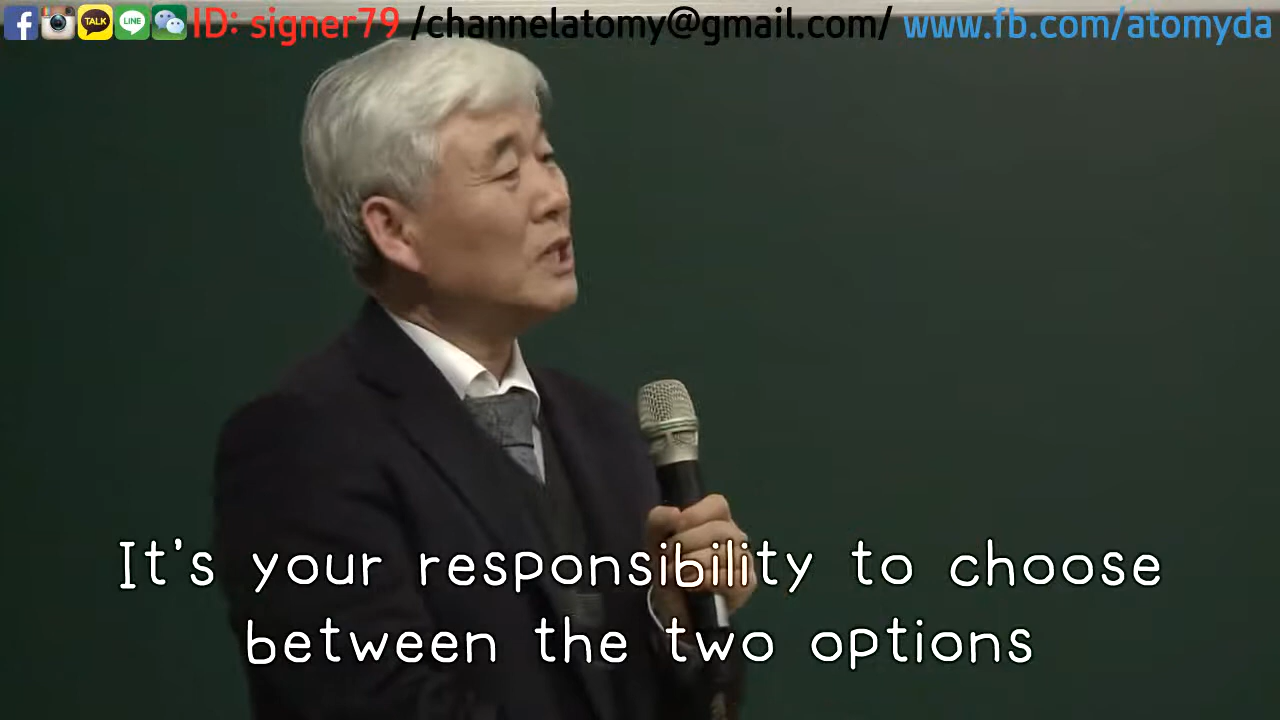 TALK LINE ID: signer79 /channelatomy@gmail.com/ www.fb.com/atomyda
It's your responsibility to choose
between the two options